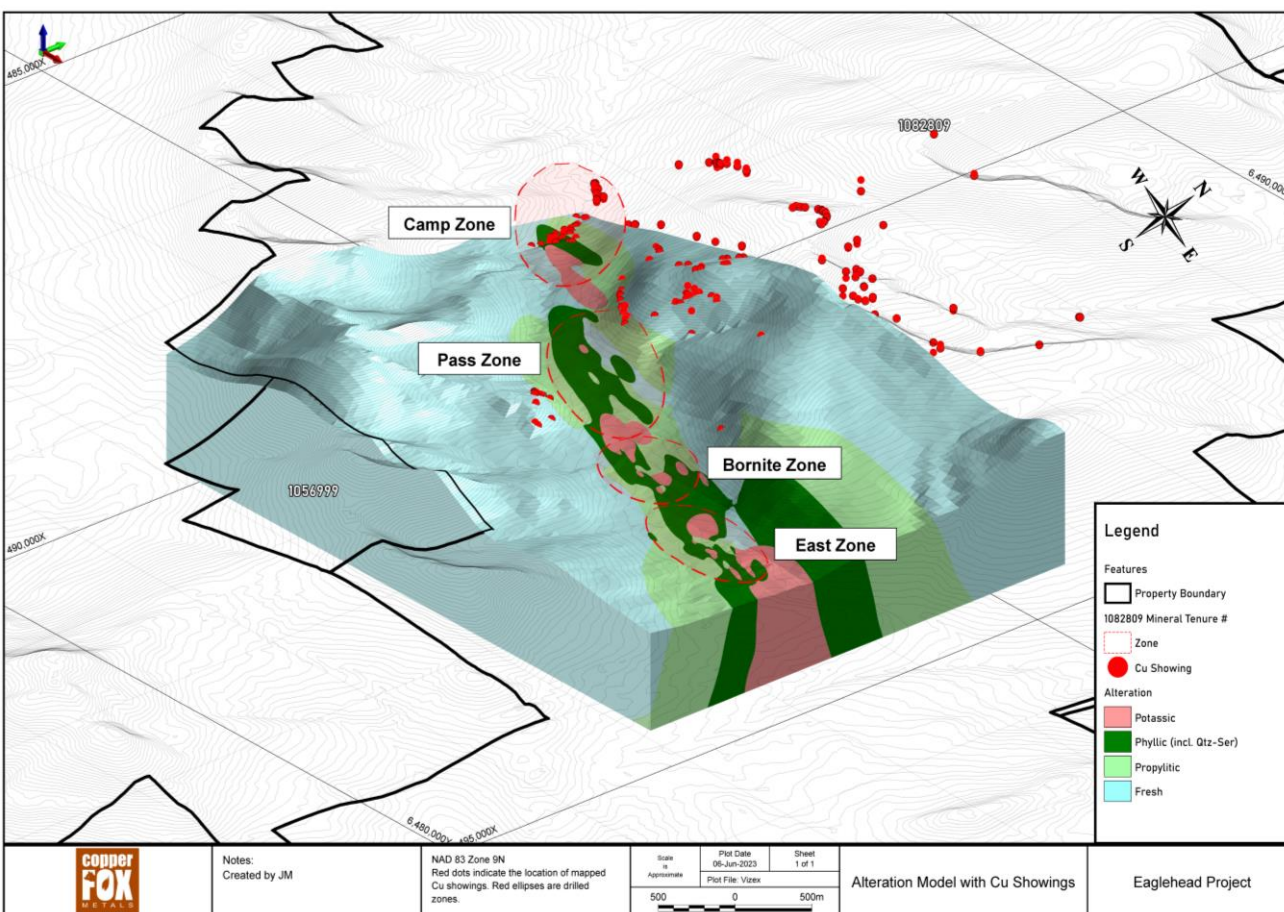 485,000X
1082809
6,490,000
W
N
S
E
Camp Zone
Pass Zone
Bornite Zone
East Zone
1056999
490,000X
6,480,000
495,000X
Legend
Features
Property Boundary
1082809 Mineral Tenure #
Zone
Cu Showing
Alteration
Potassic
Phyllic (incl. Qtz-Ser)
Propylitic
Fresh
copper
FOX
METALS
Notes:
Created by JM
NAD 83 Zone 9N
Red dots indicate the location of mapped
Cu showings. Red ellipses are drilled
zones.
Scale
is
Approximate
Plot Date
06-Jun-2023
Sheet
1 of 1
Plot File: Vizex
500 0 500m
Alteration Model with Cu Showings
Eaglehead Project